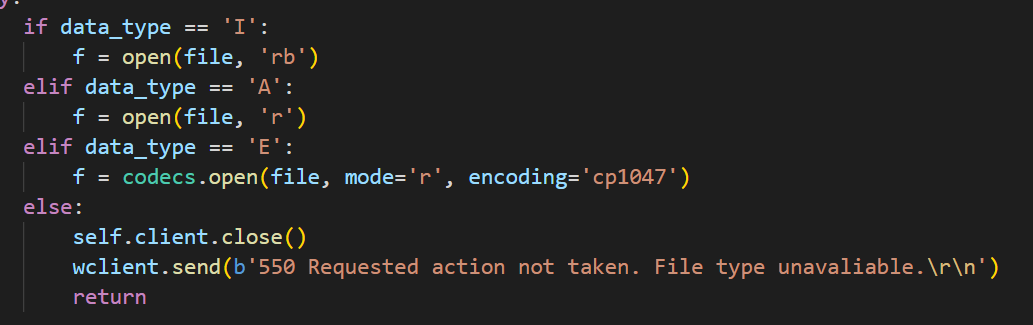 y:
if data_type == 'I':
f = open(file, 'rb')
elif data_type == 'A':
f = open(file, 'r')
elif data_type == 'E':
f = codecs.open(file, mode='r', encoding='cp1047')
else:
self.client.close()
wclient.send(b'550 Requested action not taken. File type unavaliable.\r\n')
return